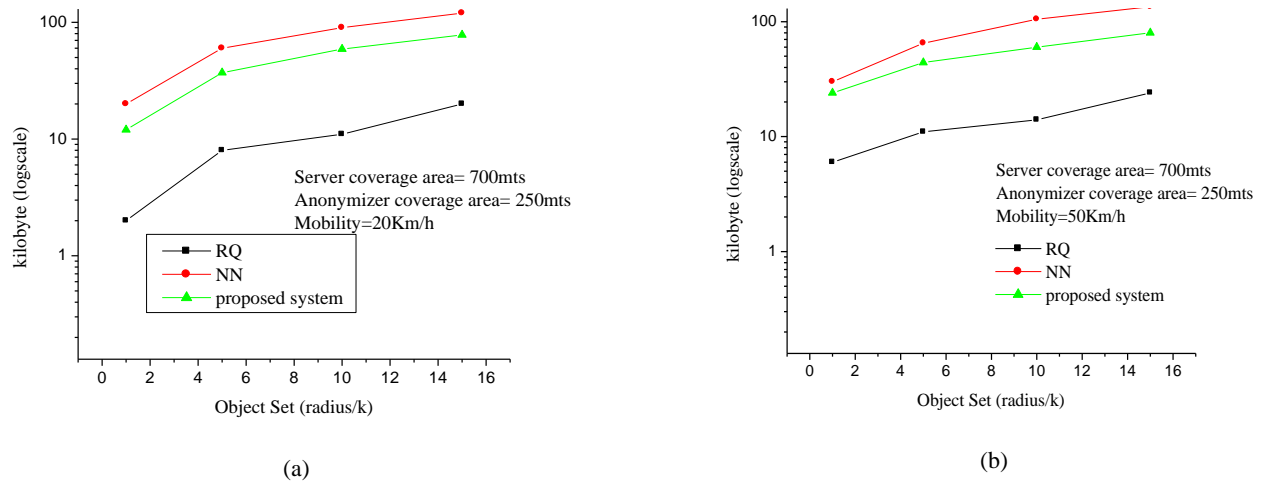 100
10
1
kilobyte (logscale)
Server coverage area= 700mts
Anonymizer coverage area= 250mts
Mobility=20Km/h
RQ
NN
proposed system
0 2 4 6 8 10 12 14 16
Object Set (radius/k)
(a)
100
10
1
kilobyte (logscale)
Server coverage area= 700mts
Anonymizer coverage area= 250mts
Mobility=50Km/h
RQ
NN
proposed system
0 2 4 6 8 10 12 14 16
Object Set (radius/k)
(b)